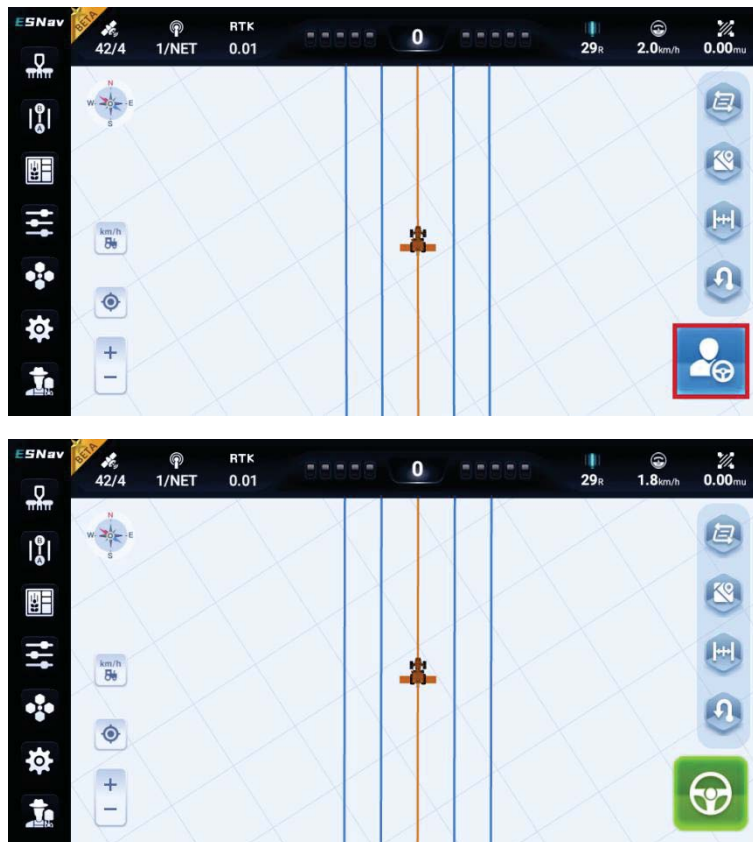 ESNav
BETA
42/4
1/NET
RTK
0.01
0
29R
2.0km/h
0.00mu
B
A
N
W
E
S
km/h
+
−
ESNav
BETA
42/4
1/NET
RTK
0.01
0
29R
1.8km/h
0.00mu
B
A
N
W
E
S
km/h
+
−